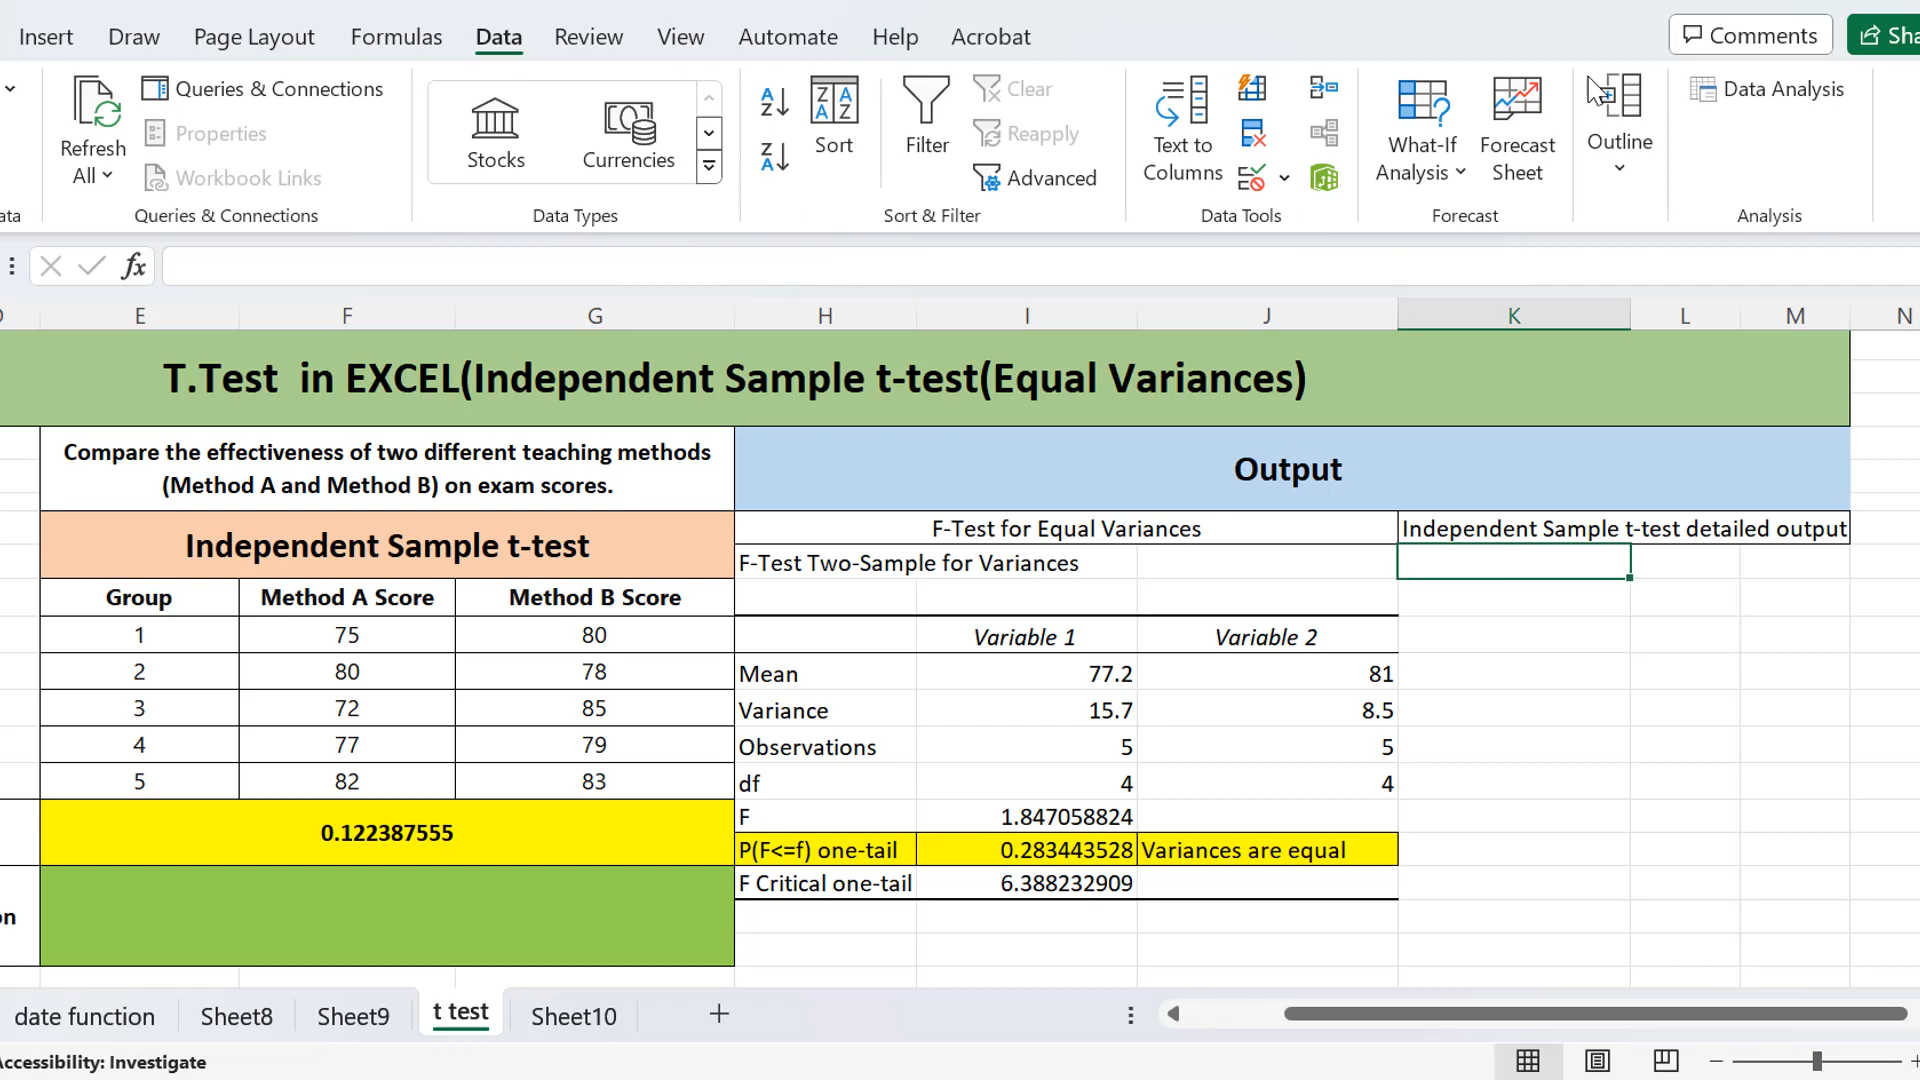 Insert Draw Page Layout Formulas Data Review View Automate Help Acrobat Comments Sha
Refresh All
Queries & Connections
Properties
Workbook Links
Queries & Connections
Stocks Currencies
Data Types
Sort
Filter
Clear
Reapply
Advanced
Sort & Filter
Text to Columns
Data Tools
What-If Analysis
Forecast Sheet
Forecast
Outline
Data Analysis
Analysis
ata
fx
E F G H I J K L M N
T.Test in EXCEL(Independent Sample t-test(Equal Variances)
Compare the effectiveness of two different teaching methods
(Method A and Method B) on exam scores.
Output
Independent Sample t-test
F-Test for Equal Variances Independent Sample t-test detailed output
F-Test Two-Sample for Variances
Group Method A Score Method B Score
1 75 80 Variable 1 Variable 2
2 80 78 Mean 77.2 81
3 72 85 Variance 15.7 8.5
4 77 79 Observations 5 5
5 82 83 df 4 4
0.122387555
F 1.847058824
P(F<=f) one-tail 0.283443528 Variances are equal
F Critical one-tail 6.388232909
on
date function Sheet8 Sheet9 t test Sheet10
Accessibility: Investigate